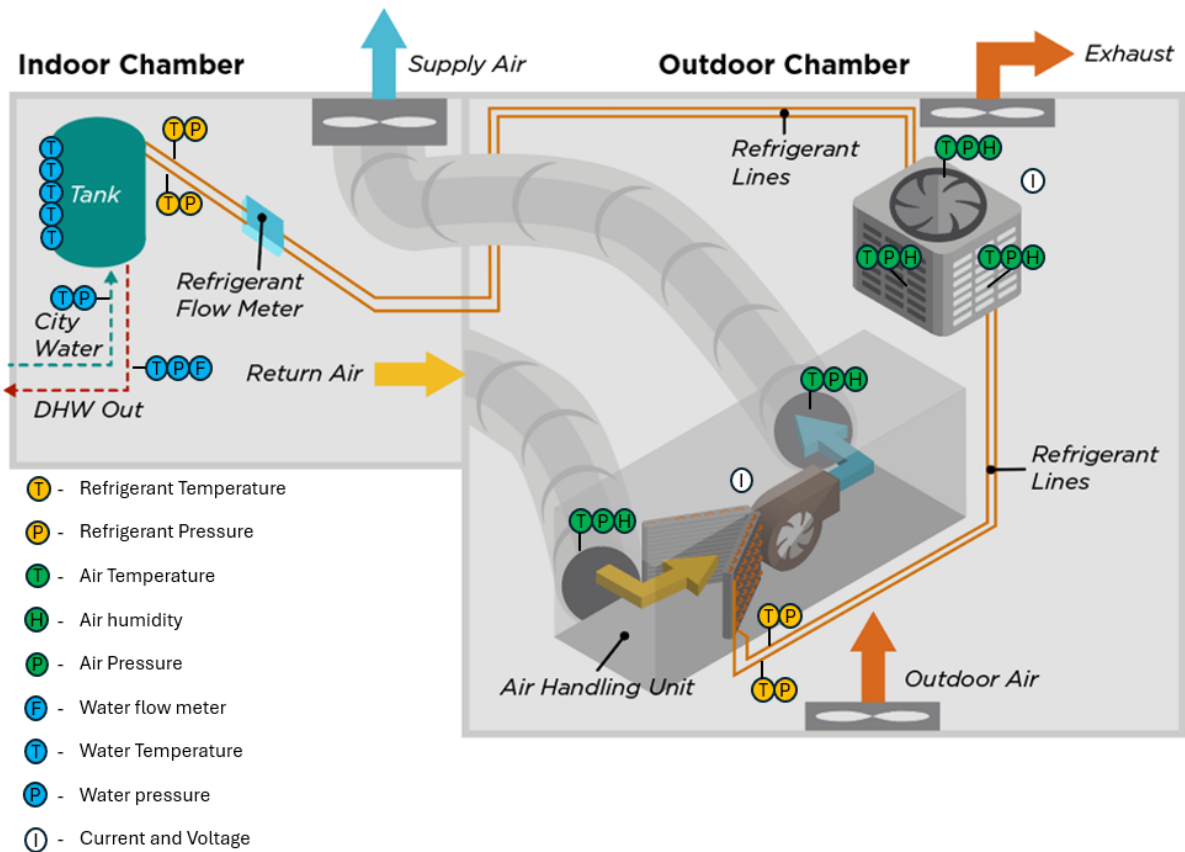 Indoor Chamber
Supply Air
Outdoor Chamber
Exhaust
T P
T
T
T
T
T
Tank
T P
Refrigerant
Flow Meter
Refrigerant
Lines
T P H
I
T P H
T P H
T P
City
Water
T P F
DHW Out
Return Air
T P H
I
T P H
Refrigerant
Lines
T P
T P
Air Handling Unit
Outdoor Air
T - Refrigerant Temperature
P - Refrigerant Pressure
T - Air Temperature
H - Air humidity
P - Air Pressure
F - Water flow meter
T - Water Temperature
P - Water pressure
I - Current and Voltage